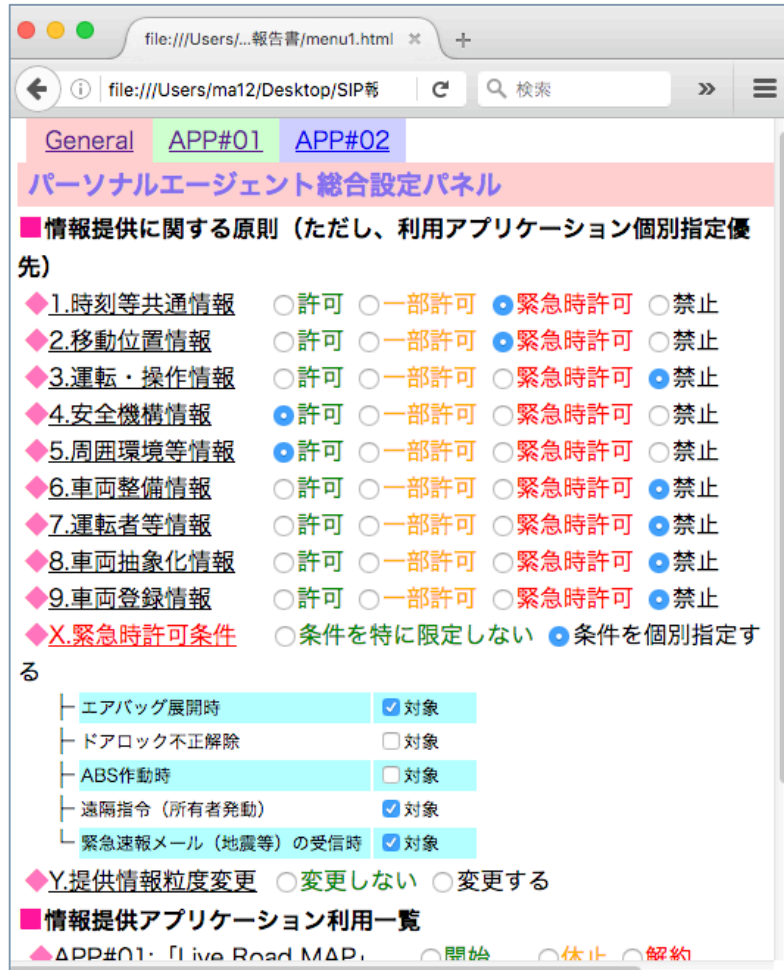 file:///Users/...報告書/menu1.html × +
file:///Users/ma12/Desktop/SIP報 検索 »
General APP#01 APP#02
パーソナルエージェント総合設定パネル
■情報提供に関する原則（ただし、利用アプリケーション個別指定優
先）
◆1.時刻等共通情報 ○許可 ○一部許可 ●緊急時許可 ○禁止
◆2.移動位置情報 ○許可 ○一部許可 ●緊急時許可 ○禁止
◆3.運転・操作情報 ○許可 ○一部許可 ○緊急時許可 ●禁止
◆4.安全機構情報 ●許可 ○一部許可 ○緊急時許可 ○禁止
◆5.周囲環境等情報 ●許可 ○一部許可 ○緊急時許可 ○禁止
◆6.車両整備情報 ○許可 ○一部許可 ○緊急時許可 ●禁止
◆7.運転者等情報 ○許可 ○一部許可 ○緊急時許可 ●禁止
◆8.車両抽象化情報 ○許可 ○一部許可 ○緊急時許可 ●禁止
◆9.車両登録情報 ○許可 ○一部許可 ○緊急時許可 ●禁止
◆X.緊急時許可条件 ○条件を特に限定しない ●条件を個別指定す
る
├ エアバッグ展開時 ☑対象
├ ドアロック不正解除 ☐対象
├ ABS作動時 ☐対象
├ 遠隔指令（所有者発動） ☑対象
└ 緊急速報メール（地震等）の受信時 ☑対象
◆Y.提供情報粒度変更 ○変更しない ○変更する
■情報提供アプリケーション利用一覧
◆APP#01:「Live Road MAP」 ○開始 ○休止 ○解約